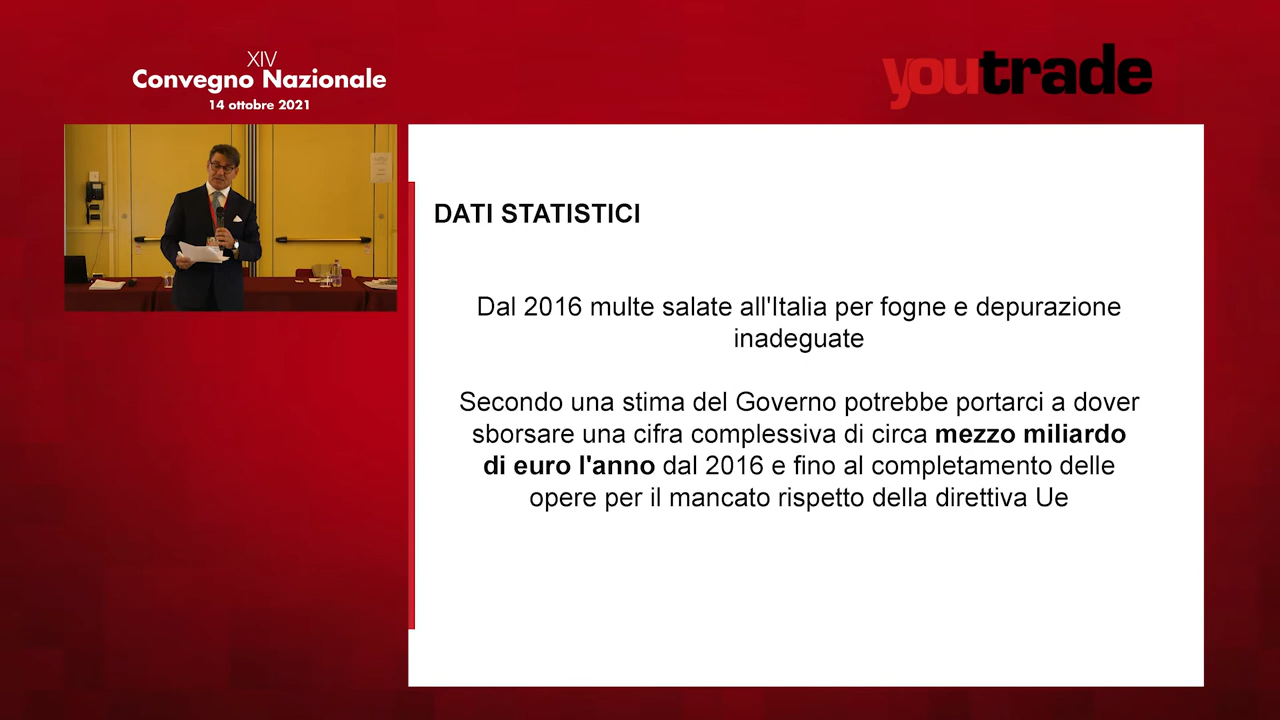 XIV
Convegno Nazionale
14 ottobre 2021
youtrade
DATI STATISTICI
Dal 2016 multe salate all'Italia per fogne e depurazione
inadeguate
Secondo una stima del Governo potrebbe portarci a dover
sborsare una cifra complessiva di circa mezzo miliardo
di euro l'anno dal 2016 e fino al completamento delle
opere per il mancato rispetto della direttiva Ue